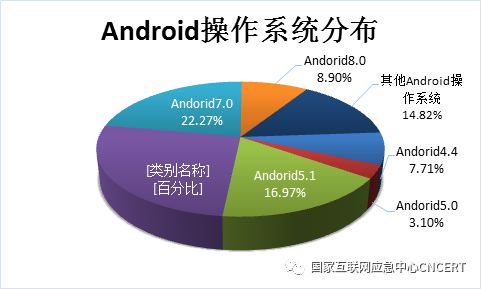 Android操作系统分布
Andorid8.0
8.90%
其他Android操
作系统
14.82%
Andorid7.0
22.27%
Andorid4.4
7.71%
[类别名称]
[百分比]
Andorid5.1
16.97%
Andorid5.0
3.10%
国家互联网应急中心CNCERT